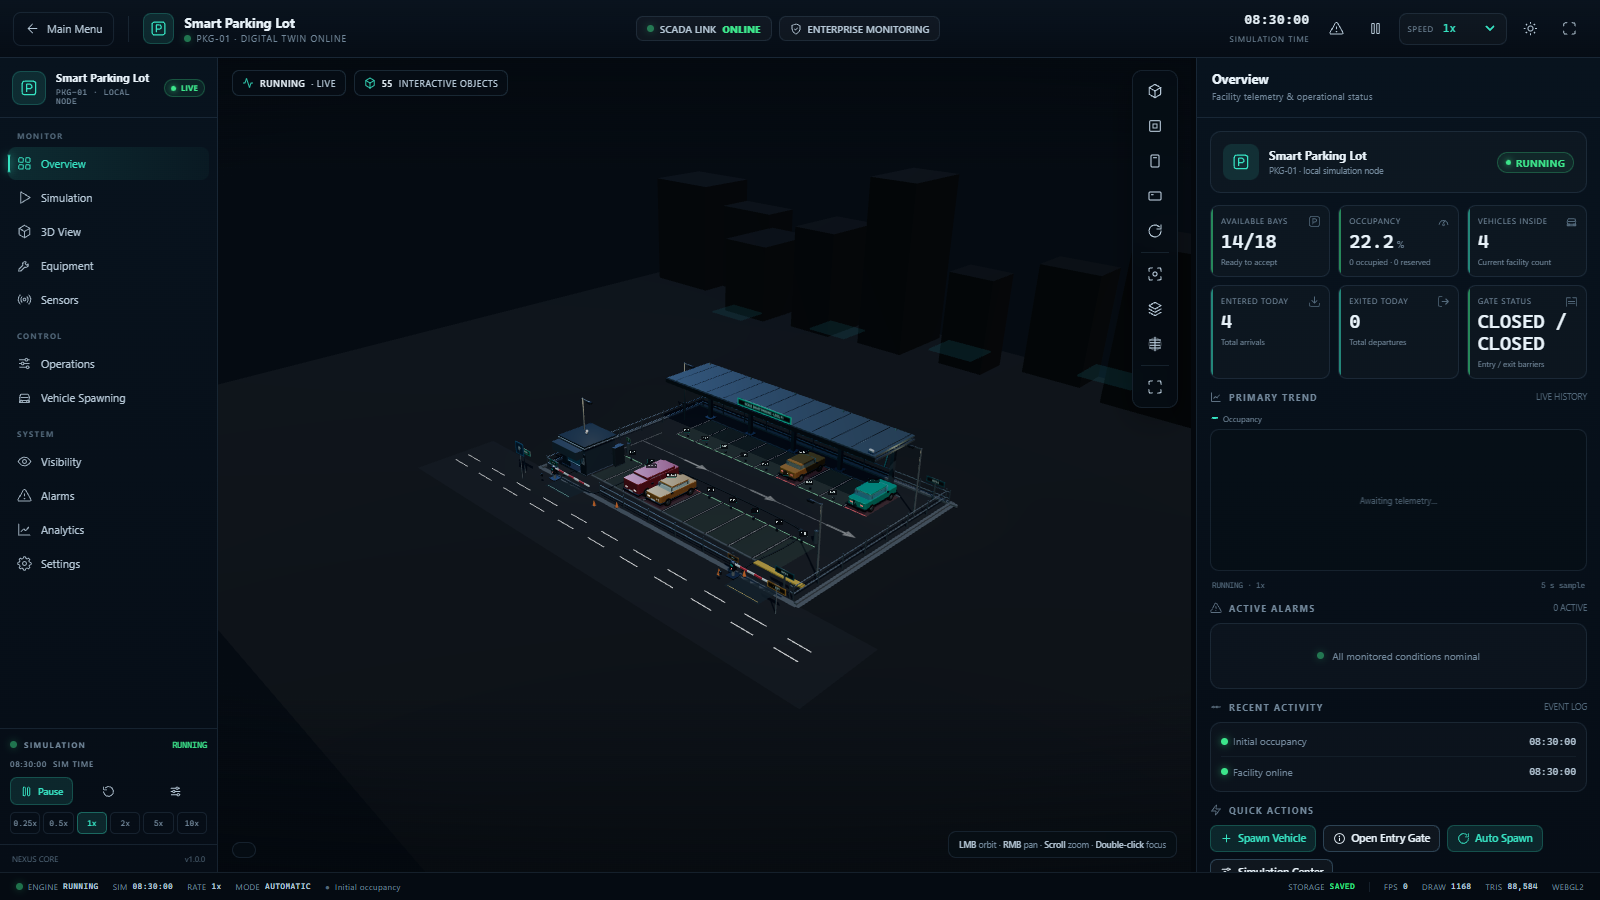 Main Menu
Smart Parking Lot
PKG-01 · DIGITAL TWIN ONLINE
SCADA LINK ONLINE
ENTERPRISE MONITORING
08:30:00
SIMULATION TIME
SPEED 1x
Smart Parking Lot
PKG-01 · LOCAL
NODE
LIVE
MONITOR
Overview
Simulation
3D View
Equipment
Sensors
CONTROL
Operations
Vehicle Spawning
SYSTEM
Visibility
Alarms
Analytics
Settings
SIMULATION RUNNING
08:30:00 SIM TIME
Pause
0.25x 0.5x 1x 2x 5x 10x
NEXUS CORE v1.0.0
RUNNING - LIVE
55 INTERACTIVE OBJECTS
LMB orbit · RMB pan · Scroll zoom · Double-click focus
Overview
Facility telemetry & operational status
Smart Parking Lot
PKG-01 · local simulation node
RUNNING
AVAILABLE BAYS
14/18
Ready to accept
OCCUPANCY
22.2%
0 occupied · 0 reserved
VEHICLES INSIDE
4
Current facility count
ENTERED TODAY
4
Total arrivals
EXITED TODAY
0
Total departures
GATE STATUS
CLOSED /
CLOSED
Entry / exit barriers
PRIMARY TREND LIVE HISTORY
Occupancy
Awaiting telemetry...
RUNNING · 1x 5 s sample
ACTIVE ALARMS 0 ACTIVE
All monitored conditions nominal
RECENT ACTIVITY EVENT LOG
Initial occupancy 08:30:00
Facility online 08:30:00
QUICK ACTIONS
Spawn Vehicle
Open Entry Gate
Auto Spawn
Simulation Center
ENGINE RUNNING SIM 08:30:00 RATE 1x MODE AUTOMATIC Initial occupancy
STORAGE SAVED FPS 0 DRAW 1168 TRIS 88,584 WEBGL2